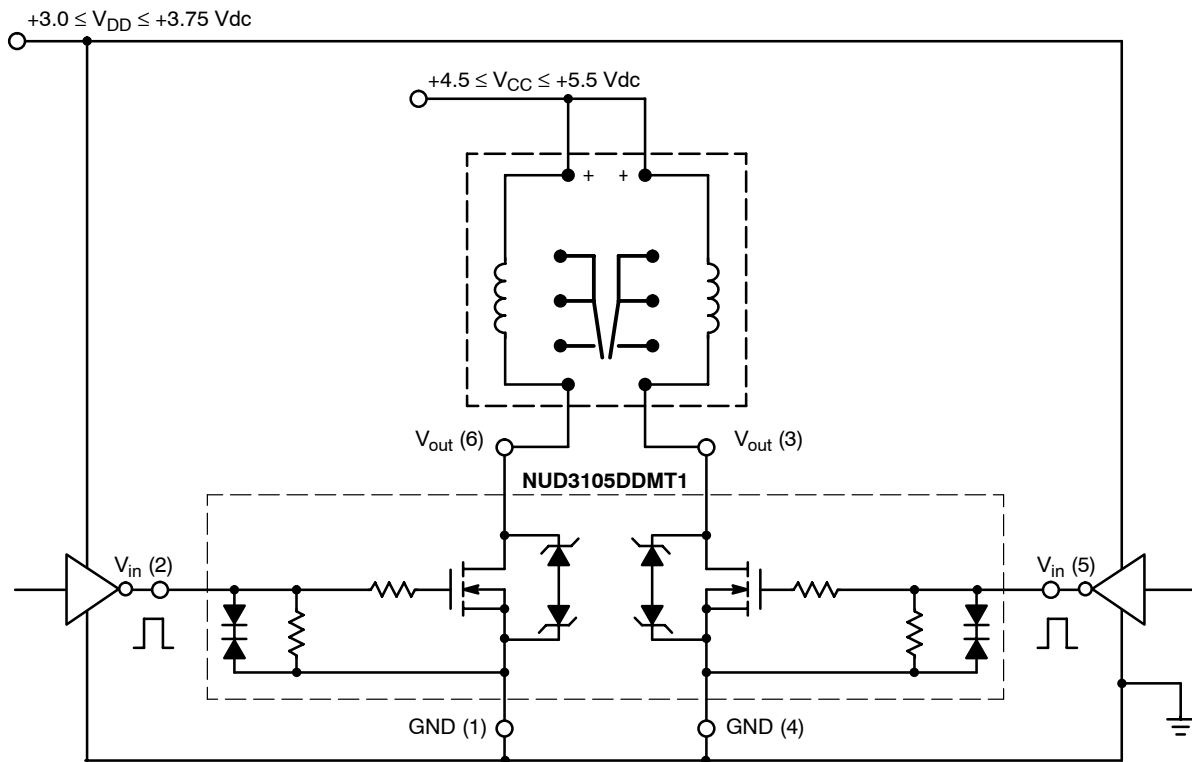 +3.0 ≤ VDD ≤ +3.75 Vdc
+4.5 ≤ VCC ≤ +5.5 Vdc
+ +
Vout (6)
Vout (3)
NUD3105DDMT1
Vin (2)
Vin (5)
GND (1)
GND (4)